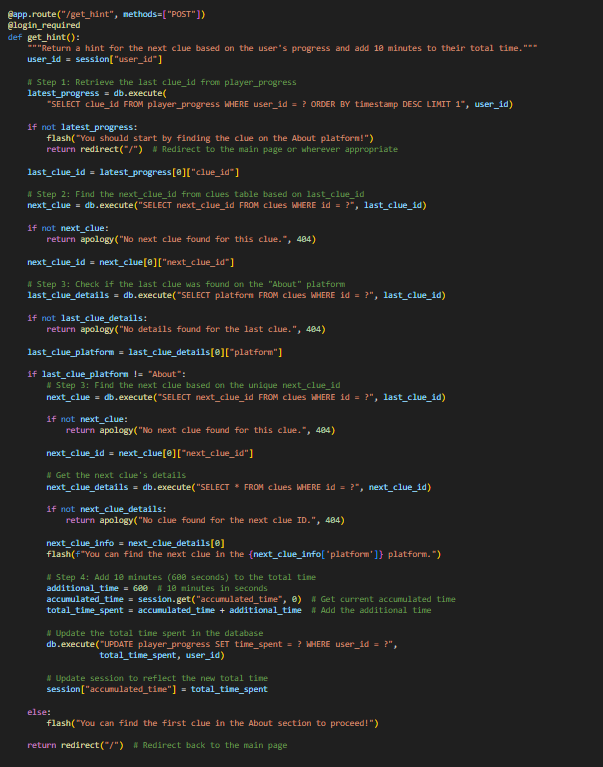 @app.route("/get_hint", methods=["POST"])
@login_required
def get_hint():
    """Return a hint for the next clue based on the user's progress and add 10 minutes to their total time."""
    user_id = session["user_id"]

    # Step 1: Retrieve the last clue_id from player_progress
    latest_progress = db.execute(
        "SELECT clue_id FROM player_progress WHERE user_id = ? ORDER BY timestamp DESC LIMIT 1", user_id)

    if not latest_progress:
        flash("You should start by finding the clue on the About platform!")
        return redirect("/")  # Redirect to the main page or wherever appropriate

    last_clue_id = latest_progress[0]["clue_id"]

    # Step 2: Find the next_clue_id from clues table based on last_clue_id
    next_clue = db.execute("SELECT next_clue_id FROM clues WHERE id = ?", last_clue_id)

    if not next_clue:
        return apology("No next clue found for this clue.", 404)

    next_clue_id = next_clue[0]["next_clue_id"]

    # Step 3: Check if the last clue was found on the "About" platform
    last_clue_details = db.execute("SELECT platform FROM clues WHERE id = ?", last_clue_id)

    if not last_clue_details:
        return apology("No details found for the last clue.", 404)

    last_clue_platform = last_clue_details[0]["platform"]

    if last_clue_platform != "About":
        # Step 3: Find the next clue based on the unique next_clue_id
        next_clue = db.execute("SELECT next_clue_id FROM clues WHERE id = ?", last_clue_id)

        if not next_clue:
            return apology("No next clue found for this clue.", 404)

        next_clue_id = next_clue[0]["next_clue_id"]

        # Get the next clue's details
        next_clue_details = db.execute("SELECT * FROM clues WHERE id = ?", next_clue_id)

        if not next_clue_details:
            return apology("No clue found for the next clue ID.", 404)

        next_clue_info = next_clue_details[0]
        flash(f"You can find the next clue in the {next_clue_info['platform']} platform.")

        # Step 4: Add 10 minutes (600 seconds) to the total time
        additional_time = 600  # 10 minutes in seconds
        accumulated_time = session.get("accumulated_time", 0)  # Get current accumulated time
        total_time_spent = accumulated_time + additional_time  # Add the additional time

        # Update the total time spent in the database
        db.execute("UPDATE player_progress SET time_spent = ? WHERE user_id = ?",
                   total_time_spent, user_id)

        # Update session to reflect the new total time
        session["accumulated_time"] = total_time_spent

    else:
        flash("You can find the first clue in the About section to proceed!")

    return redirect("/")  # Redirect back to the main page